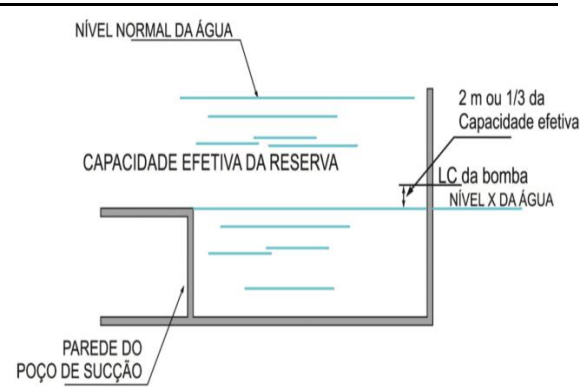 NÍVEL NORMAL DA ÁGUA
2 m ou 1/3 da
Capacidade efetiva
CAPACIDADE EFETIVA DA RESERVA
LC da bomba
NÍVEL X DA ÁGUA
PAREDE DO
POÇO DE SUCÇÃO